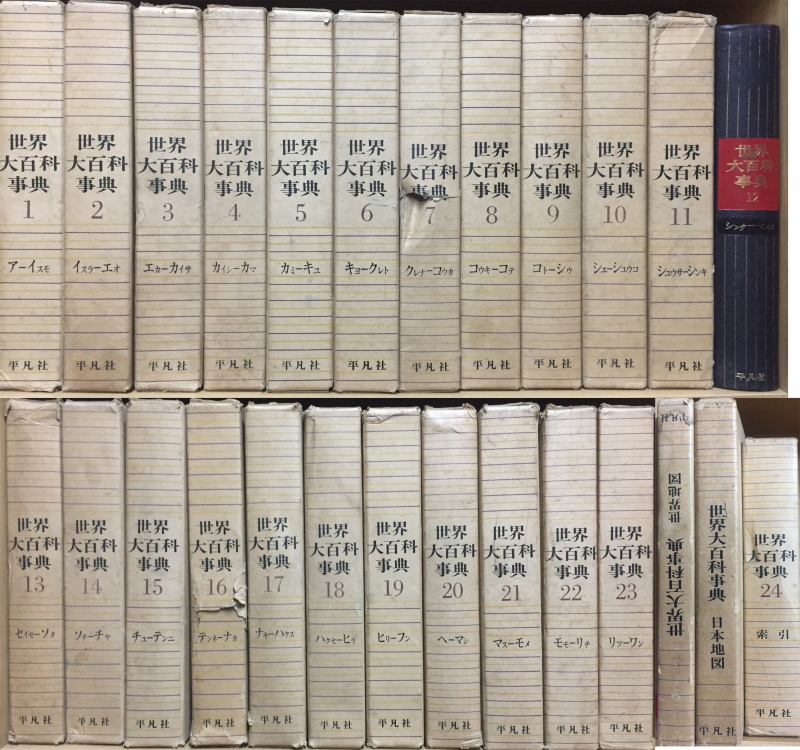 世界
大百科
事典
1
アーイスモ
平凡社
世界
大百科
事典
2
イスラーエオ
平凡社
世界
大百科
事典
3
エカーカイサ
平凡社
世界
大百科
事典
4
カイシーカマ
平凡社
世界
大百科
事典
5
カミーキュ
平凡社
世界
大百科
事典
6
キョークレト
平凡社
世界
大百科
事典
7
クレナーコウカ
平凡社
世界
大百科
事典
8
コウキーコテ
平凡社
世界
大百科
事典
9
コトーシウ
平凡社
世界
大百科
事典
10
シエーシュウコ
平凡社
世界
大百科
事典
11
シュウサーシンキ
平凡社
世界
大百科
事典
12
平凡社
世界
大百科
事典
13
セイセーソタ
平凡社
世界
大百科
事典
14
ソチーチャ
平凡社
世界
大百科
事典
15
チューテンニ
平凡社
世界
大百科
事典
16
テンネーナカ
平凡社
世界
大百科
事典
17
ナキーハクス
平凡社
世界
大百科
事典
18
ハクセーヒラ
平凡社
世界
大百科
事典
19
ヒリーフン
平凡社
世界
大百科
事典
20
ヘーマシ
平凡社
世界
大百科
事典
21
マスーモメ
平凡社
世界
大百科
事典
22
モモーリチ
平凡社
世界
大百科
事典
23
リツーワン
平凡社
世界大百科事典 世界地図
平凡社
世界大百科事典 日本地図
平凡社
世界
大百科
事典
24
索引
平凡社